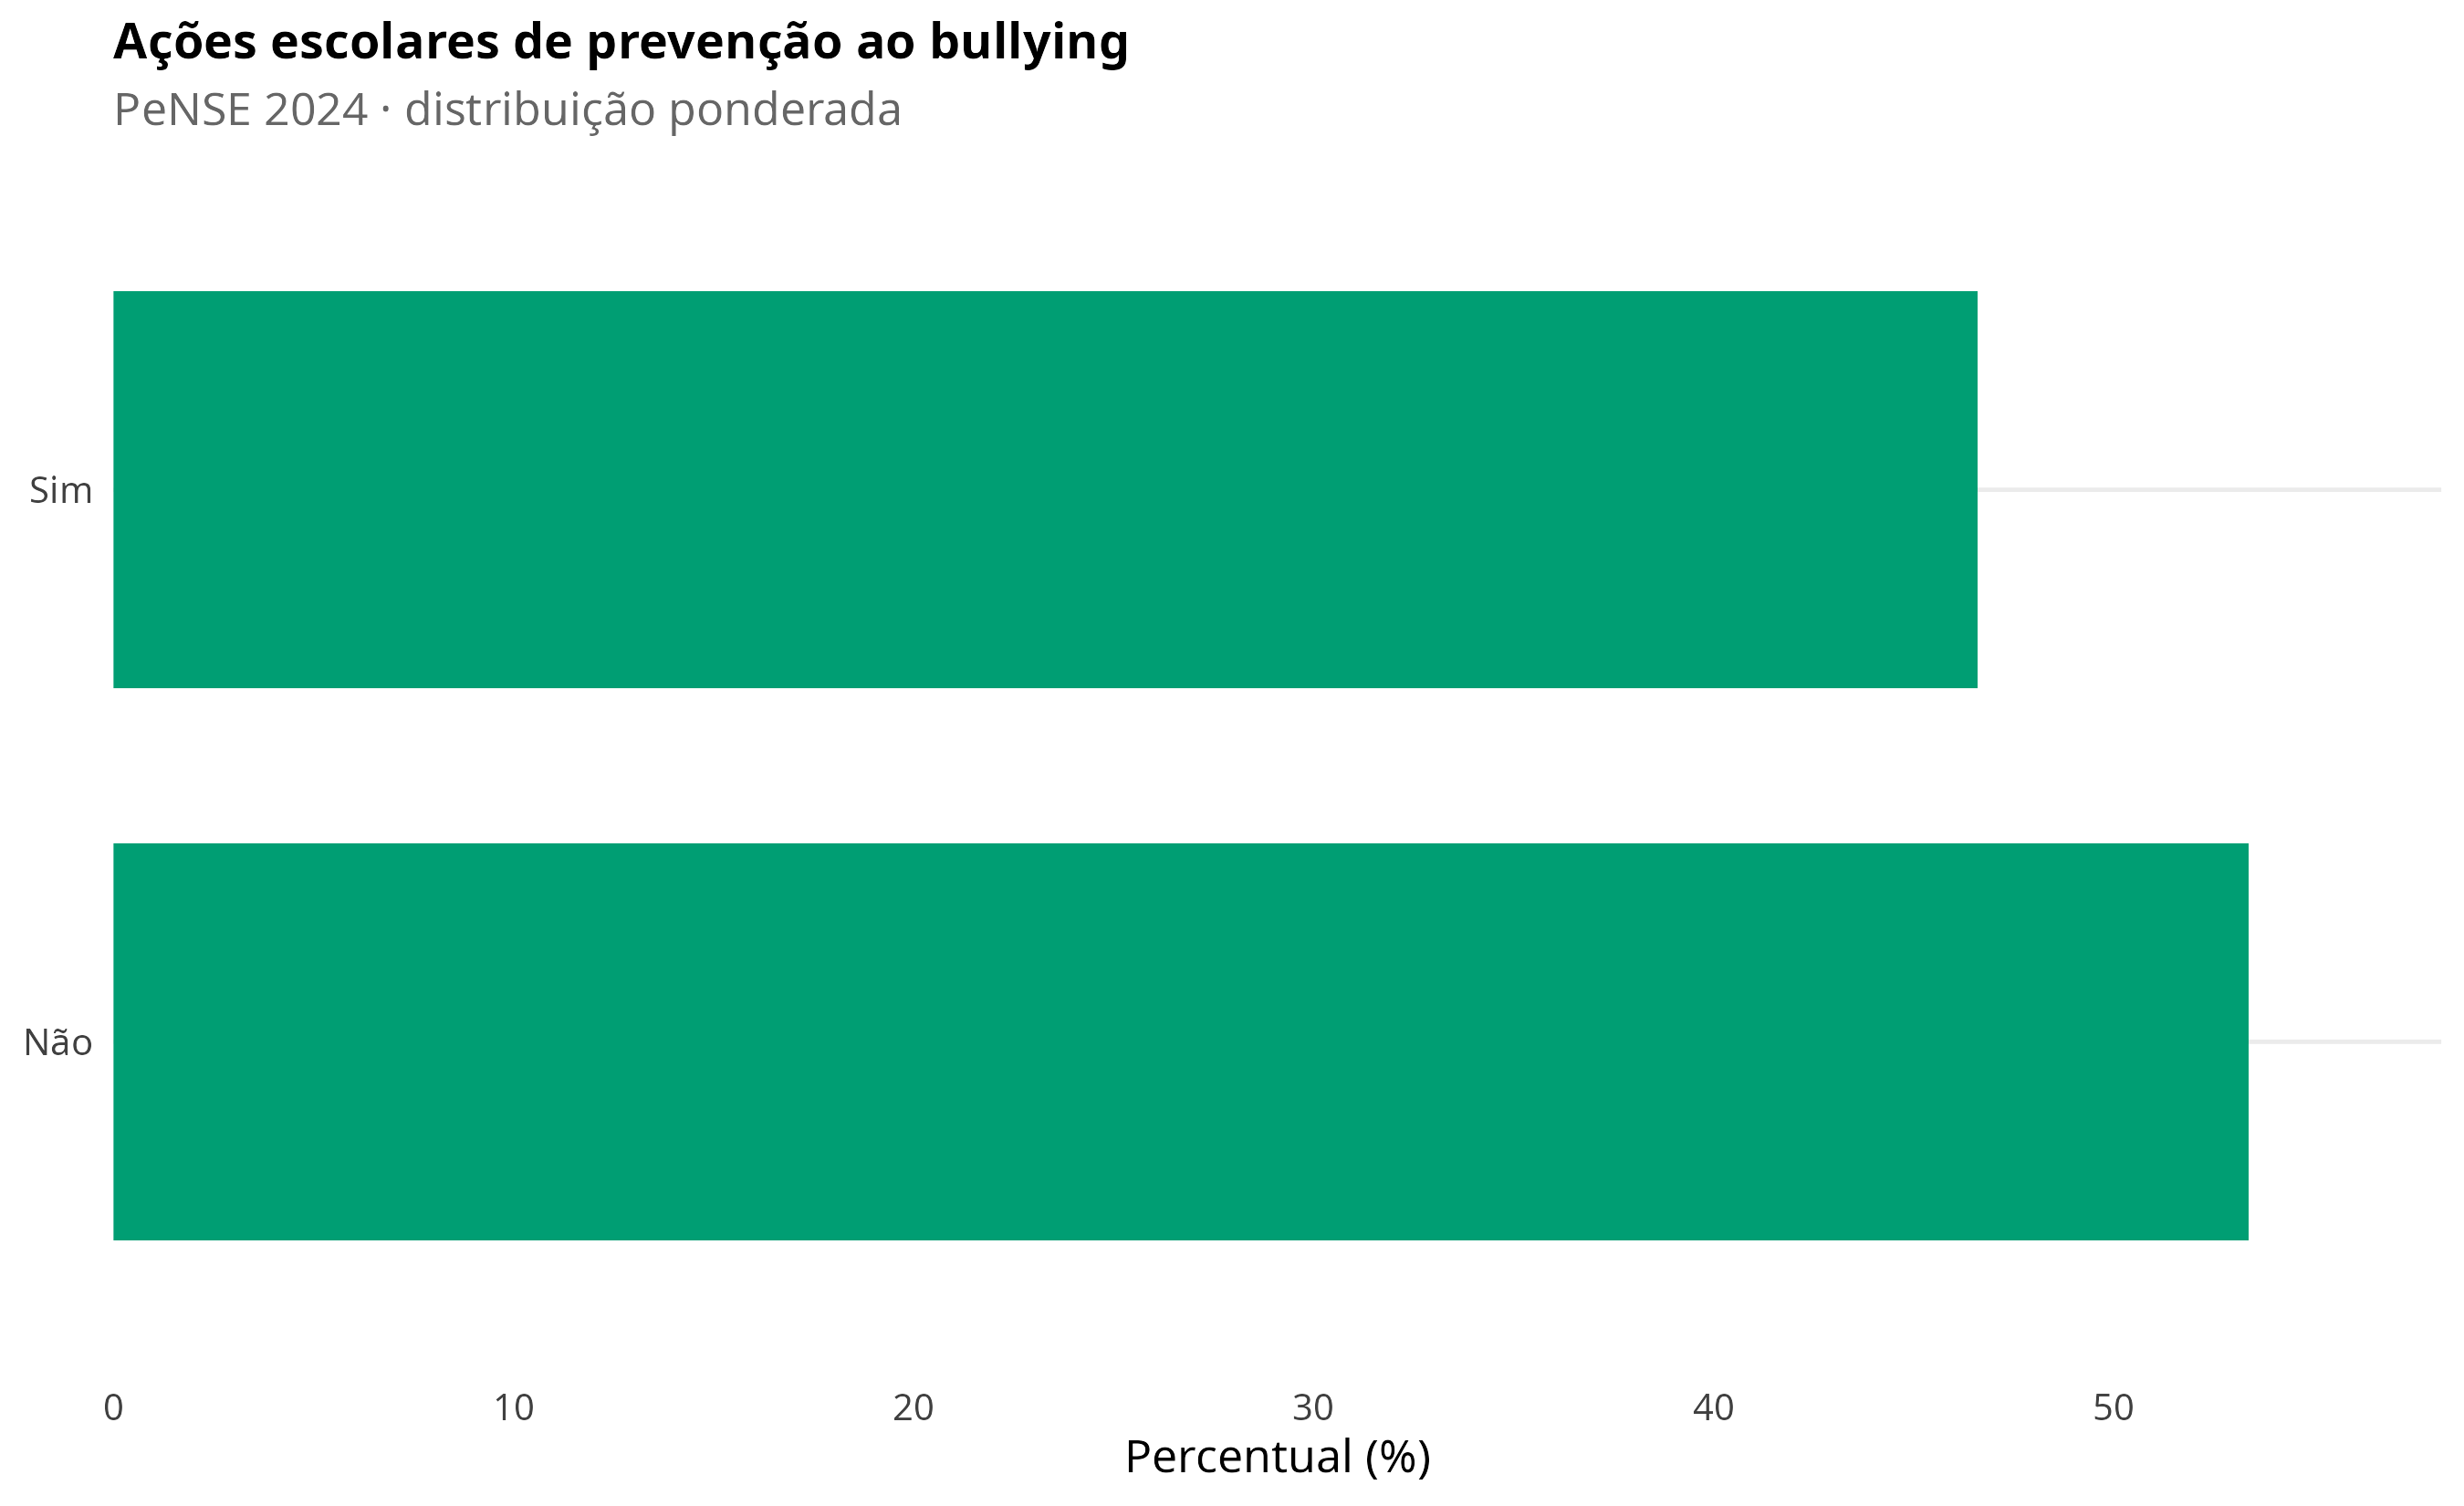 Ações escolares de prevenção ao bullying
PeNSE 2024 · distribuição ponderada
Sim
Não
0 10 20 30 40 50
Percentual (%)